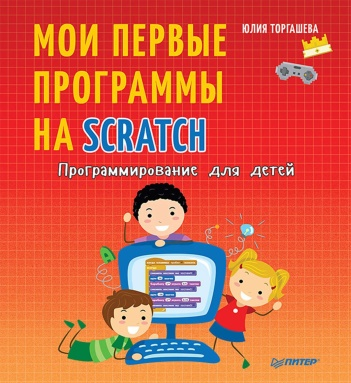 ЮЛИЯ ТОРГАШЕВА
МОИ ПЕРВЫЕ
ПРОГРАММЫ
НА SCRATCH
Программирование для детей
ПИТЕР